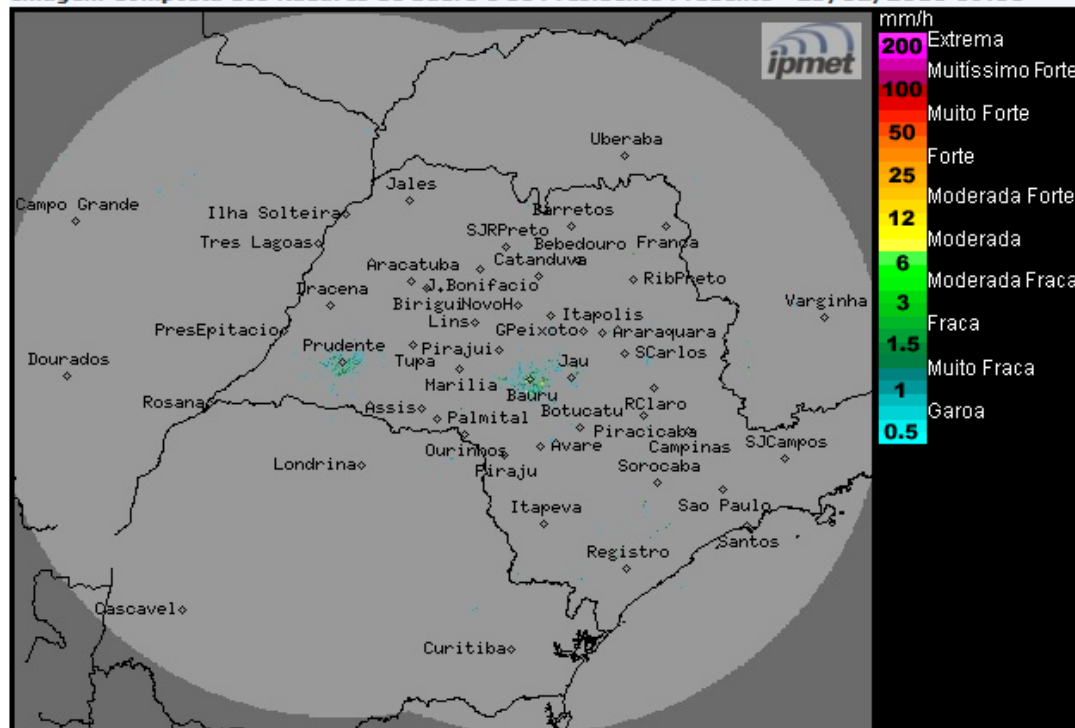 mm/h
200 Extrema
Muitíssimo Forte
100
Muito Forte
50
Forte
25
Moderada Forte
12
Moderada
6
Moderada Fraca
3
Fraca
1.5
Muito Fraca
1
Garoa
0.5
ipmet
Uberaba
Jales
Campo Grande
Ilha Solteira
Barretos
SJRPreto
Tres Lagoas
Bebedouro
Franca
Catanduva
Aracatuba
J.Bonifacio
RibPreto
Dracena
Birigui
NovoH
Varginha
Itapolis
Lins
PresEpitacio
GPeixoto
Araraquara
Prudente
Pirajui
SCarlos
Dourados
Tupa
Jau
Marilia
Bauru
Rosana
Assis
Palmital
Botucatu
RClaro
Piracicaba
Ourinhos
Avare
Campinas
SJCampos
Londrina
Piraju
Sorocaba
Itapeva
Sao Paulo
Santos
Registro
Cascavel
Curitiba